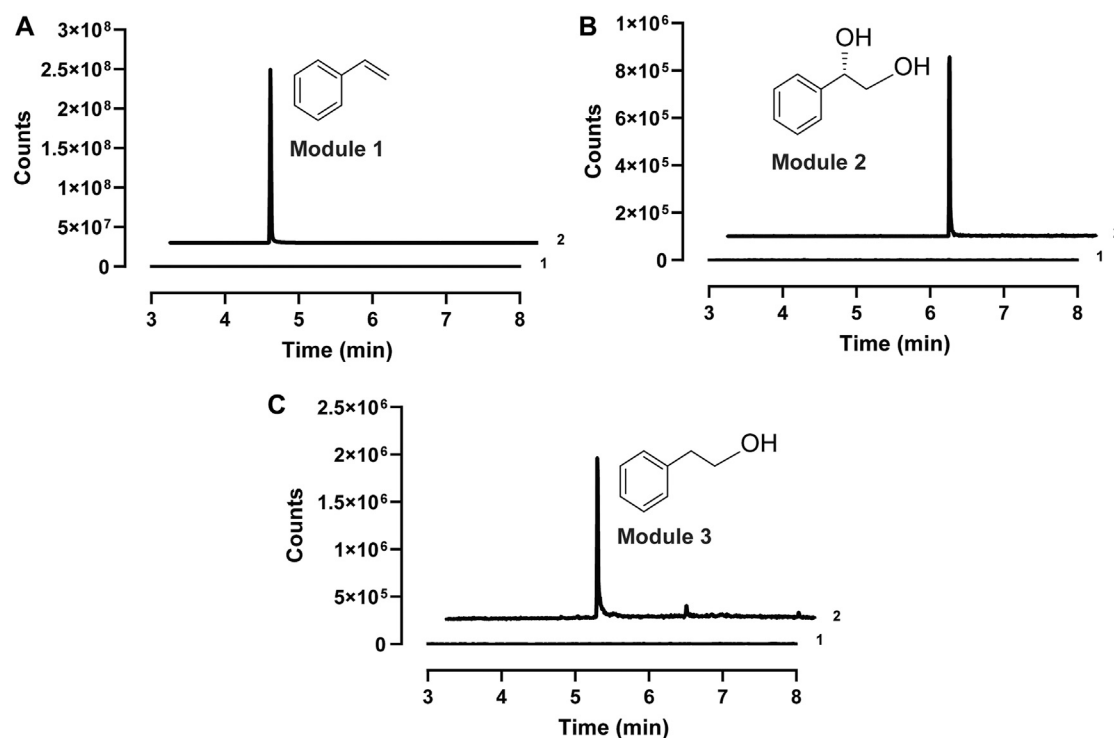 A
3×10⁸
2.5×10⁸
2×10⁸
1.5×10⁸
1×10⁸
5×10⁷
0
Counts
Module 1
2
1
3 4 5 6 7 8
Time (min)
B
1×10⁶
8×10⁵
6×10⁵
4×10⁵
2×10⁵
0
Counts
OH
OH
Module 2
1
3 4 5 6 7 8
Time (min)
C
2.5×10⁶
2×10⁶
1.5×10⁶
1×10⁶
5×10⁵
0
Counts
OH
Module 3
2
1
3 4 5 6 7 8
Time (min)